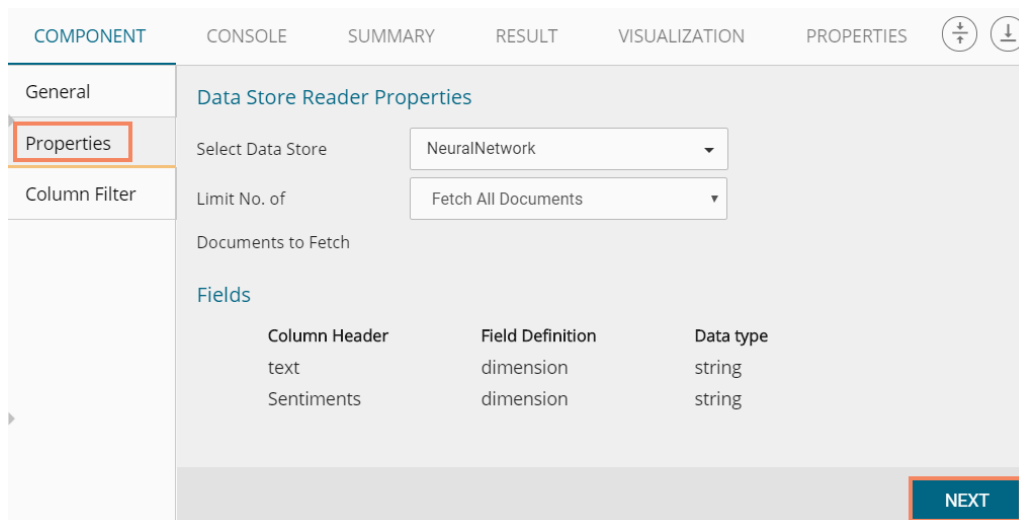 COMPONENT CONSOLE SUMMARY RESULT VISUALIZATION PROPERTIES
General
Properties
Column Filter
Data Store Reader Properties
Select Data Store NeuralNetwork
Limit No. of Fetch All Documents
Documents to Fetch
Fields
Column Header Field Definition Data type
text dimension string
Sentiments dimension string
NEXT